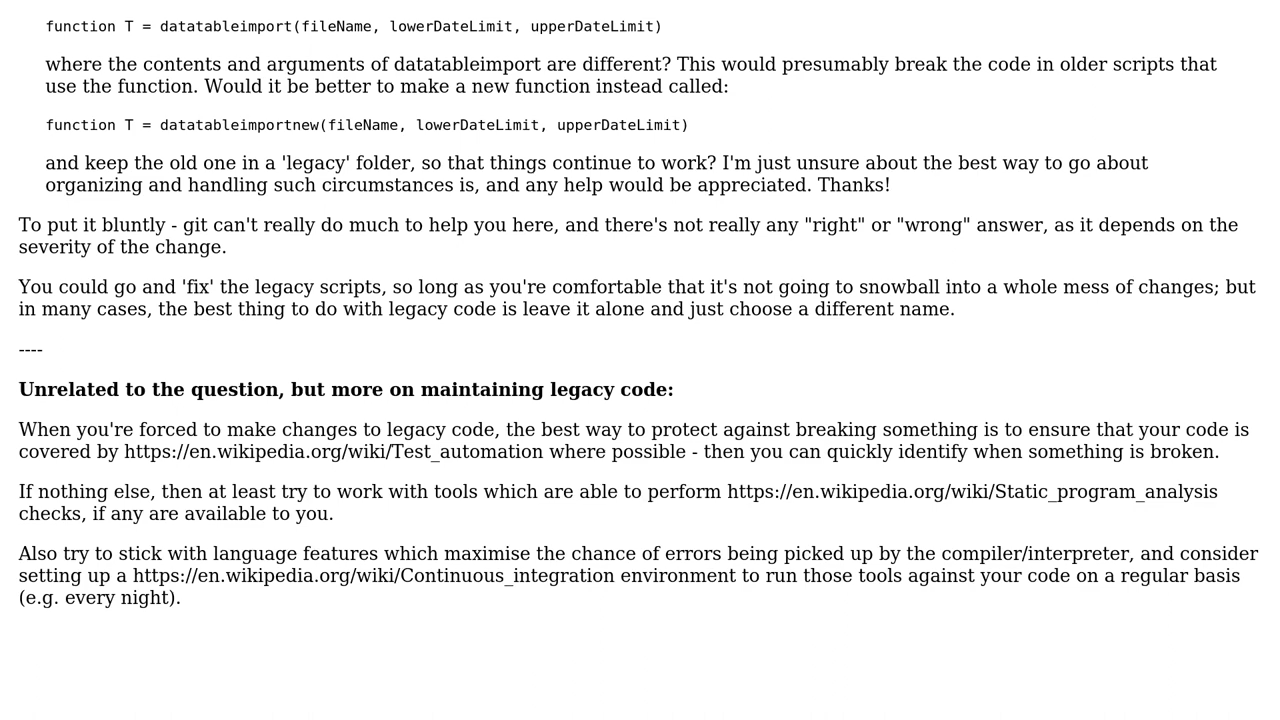 function T = datatableimport(fileName, lowerDateLimit, upperDateLimit)
where the contents and arguments of datatableimport are different? This would presumably break the code in older scripts that
use the function. Would it be better to make a new function instead called:
function T = datatableimportnew(fileName, lowerDateLimit, upperDateLimit)
and keep the old one in a 'legacy' folder, so that things continue to work? I'm just unsure about the best way to go about
organizing and handling such circumstances is, and any help would be appreciated. Thanks!
To put it bluntly - git can't really do much to help you here, and there's not really any "right" or "wrong" answer, as it depends on the
severity of the change.
You could go and 'fix' the legacy scripts, so long as you're comfortable that it's not going to snowball into a whole mess of changes; but
in many cases, the best thing to do with legacy code is leave it alone and just choose a different name.
----
Unrelated to the question, but more on maintaining legacy code:
When you're forced to make changes to legacy code, the best way to protect against breaking something is to ensure that your code is
covered by https://en.wikipedia.org/wiki/Test_automation where possible - then you can quickly identify when something is broken.
If nothing else, then at least try to work with tools which are able to perform https://en.wikipedia.org/wiki/Static_program_analysis
checks, if any are available to you.
Also try to stick with language features which maximise the chance of errors being picked up by the compiler/interpreter, and consider
setting up a https://en.wikipedia.org/wiki/Continuous_integration environment to run those tools against your code on a regular basis
(e.g. every night).